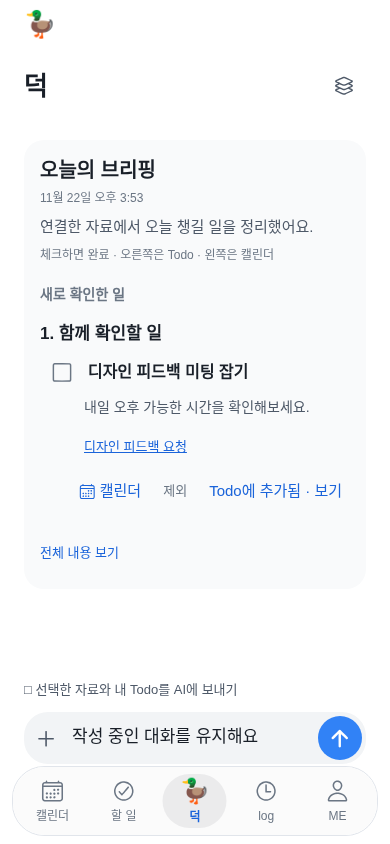 덕
오늘의 브리핑
11월 22일 오후 3:53
연결한 자료에서 오늘 챙길 일을 정리했어요.
체크하면 완료 · 오른쪽은 Todo · 왼쪽은 캘린더
새로 확인한 일
1. 함께 확인할 일
디자인 피드백 미팅 잡기
내일 오후 가능한 시간을 확인해보세요.
디자인 피드백 요청
캘린더 제외 Todo에 추가됨 · 보기
전체 내용 보기
□ 선택한 자료와 내 Todo를 AI에 보내기
작성 중인 대화를 유지해요
캘린더 할 일 덕 log ME